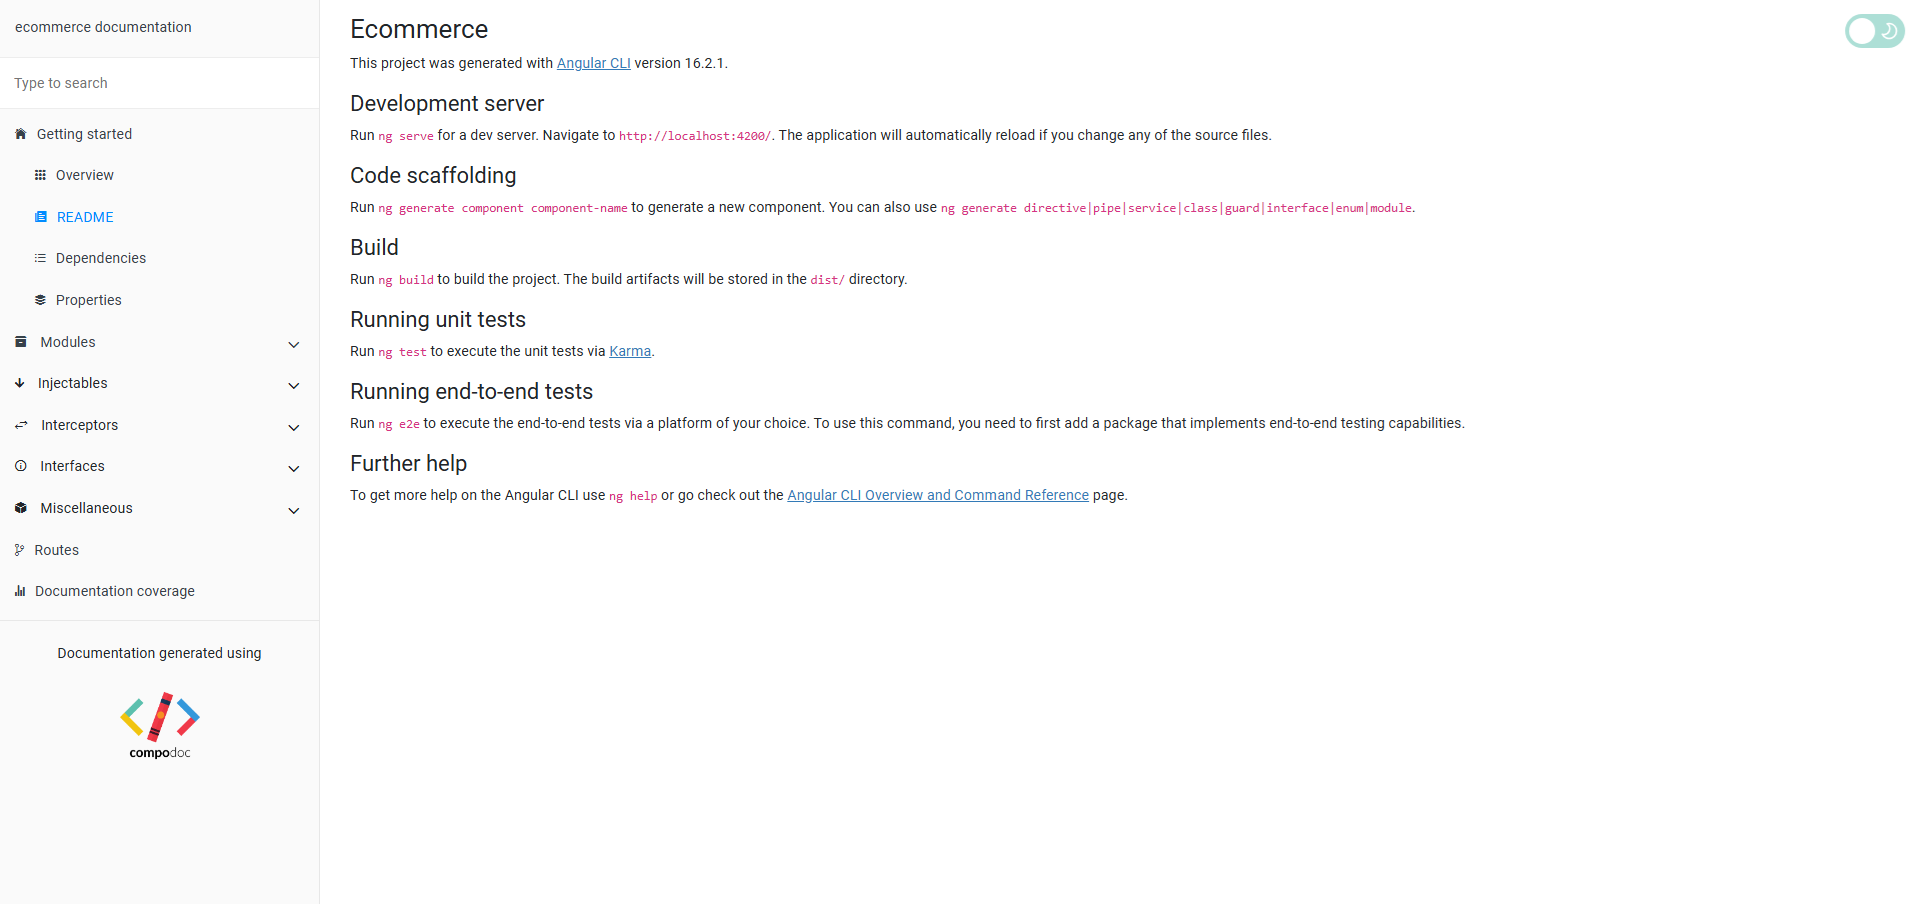 ecommerce documentation
Type to search
Getting started
Overview
README
Dependencies
Properties
Modules
Injectables
Interceptors
Interfaces
Miscellaneous
Routes
Documentation coverage
Documentation generated using
compodoc
Ecommerce
This project was generated with Angular CLI version 16.2.1.
Development server
Run ng serve for a dev server. Navigate to http://localhost:4200/. The application will automatically reload if you change any of the source files.
Code scaffolding
Run ng generate component component-name to generate a new component. You can also use ng generate directive|pipe|service|class|guard|interface|enum|module.
Build
Run ng build to build the project. The build artifacts will be stored in the dist/ directory.
Running unit tests
Run ng test to execute the unit tests via Karma.
Running end-to-end tests
Run ng e2e to execute the end-to-end tests via a platform of your choice. To use this command, you need to first add a package that implements end-to-end testing capabilities.
Further help
To get more help on the Angular CLI use ng help or go check out the Angular CLI Overview and Command Reference page.